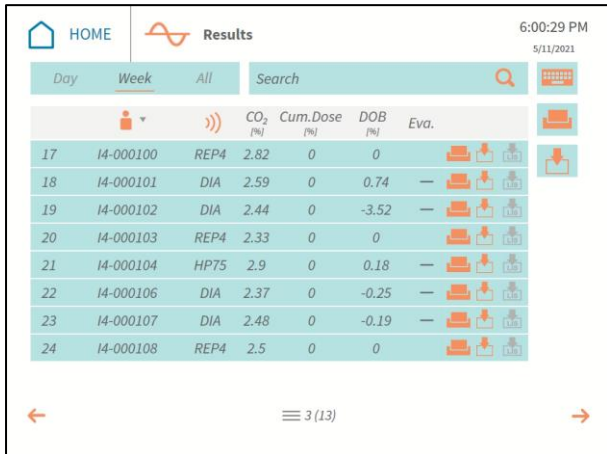 HOME Results 6:00:29 PM
5/11/2021
Day Week All Search
CO2 Cum.Dose DOB Eva.
[%] [%] [%]
17 I4-000100 REP4 2.82 0 0
18 I4-000101 DIA 2.59 0 0.74 —
19 I4-000102 DIA 2.44 0 -3.52 —
20 I4-000103 REP4 2.33 0 0
21 I4-000104 HP75 2.9 0 0.18 —
22 I4-000106 DIA 2.37 0 -0.25 —
23 I4-000107 DIA 2.48 0 -0.19 —
24 I4-000108 REP4 2.5 0 0
3 (13)